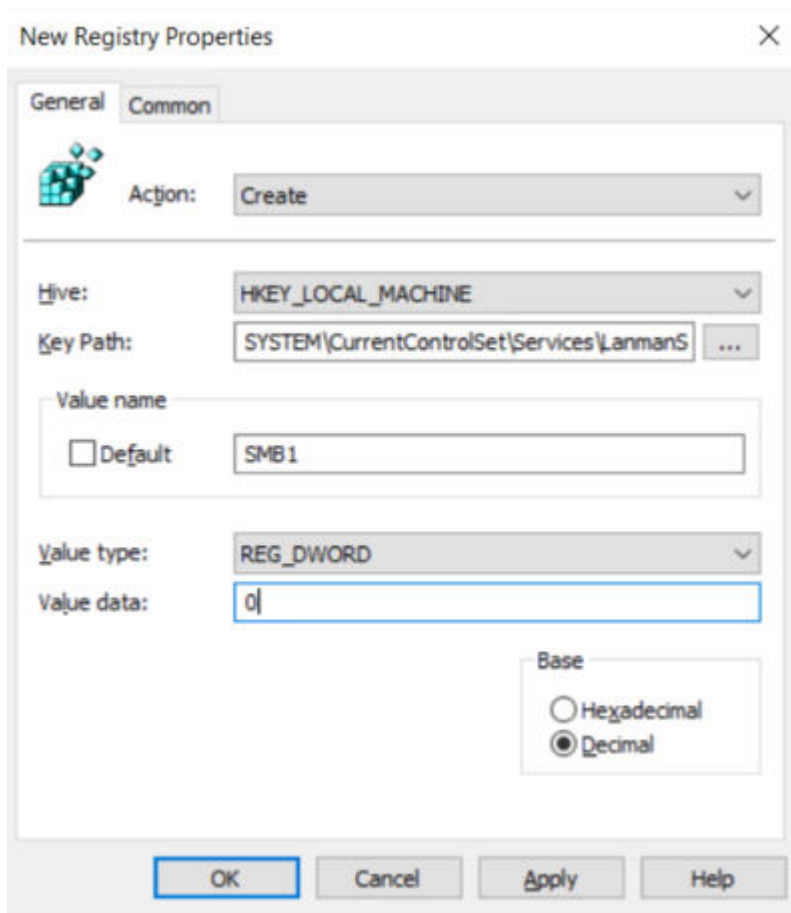 New Registry Properties
General Common
Action: Create
Hive: HKEY_LOCAL_MACHINE
Key Path: SYSTEM\CurrentControlSet\Services\LanmanS ...
Value name
Default SMB1
Value type: REG_DWORD
Value data: 0
Base
Hexadecimal
Decimal
OK Cancel Apply Help